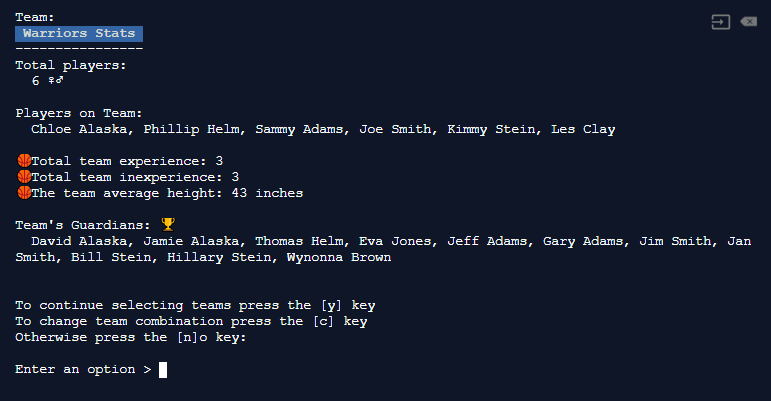 Team:
Warriors Stats
----------------
Total players:
6 ♀♂
Players on Team:
Chloe Alaska, Phillip Helm, Sammy Adams, Joe Smith, Kimmy Stein, Les Clay
🏀Total team experience: 3
🏀Total team inexperience: 3
🏀The team average height: 43 inches
Team's Guardians: 🏆
David Alaska, Jamie Alaska, Thomas Helm, Eva Jones, Jeff Adams, Gary Adams, Jim Smith, Jan
Smith, Bill Stein, Hillary Stein, Wynonna Brown
To continue selecting teams press the [y] key
To change team combination press the [c] key
Otherwise press the [n]o key:
Enter an option >